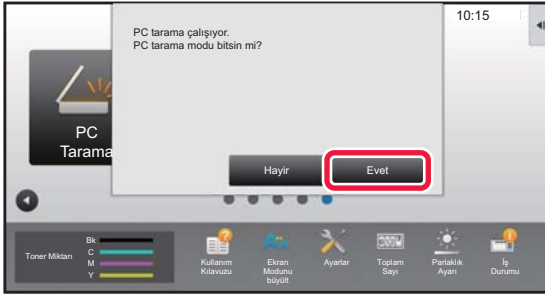 10:15
PC tarama çalışıyor.
PC tarama modu bitsin mi?
PC
Tarama
Hayir
Evet
Toner Miktarı
Bk
C
M
Y
Kullanım
Kılavuzu
Ekran
Modunu
büyült
Ayarlar
Toplam
Sayı
Parlaklık
Ayarı
İş
Durumu